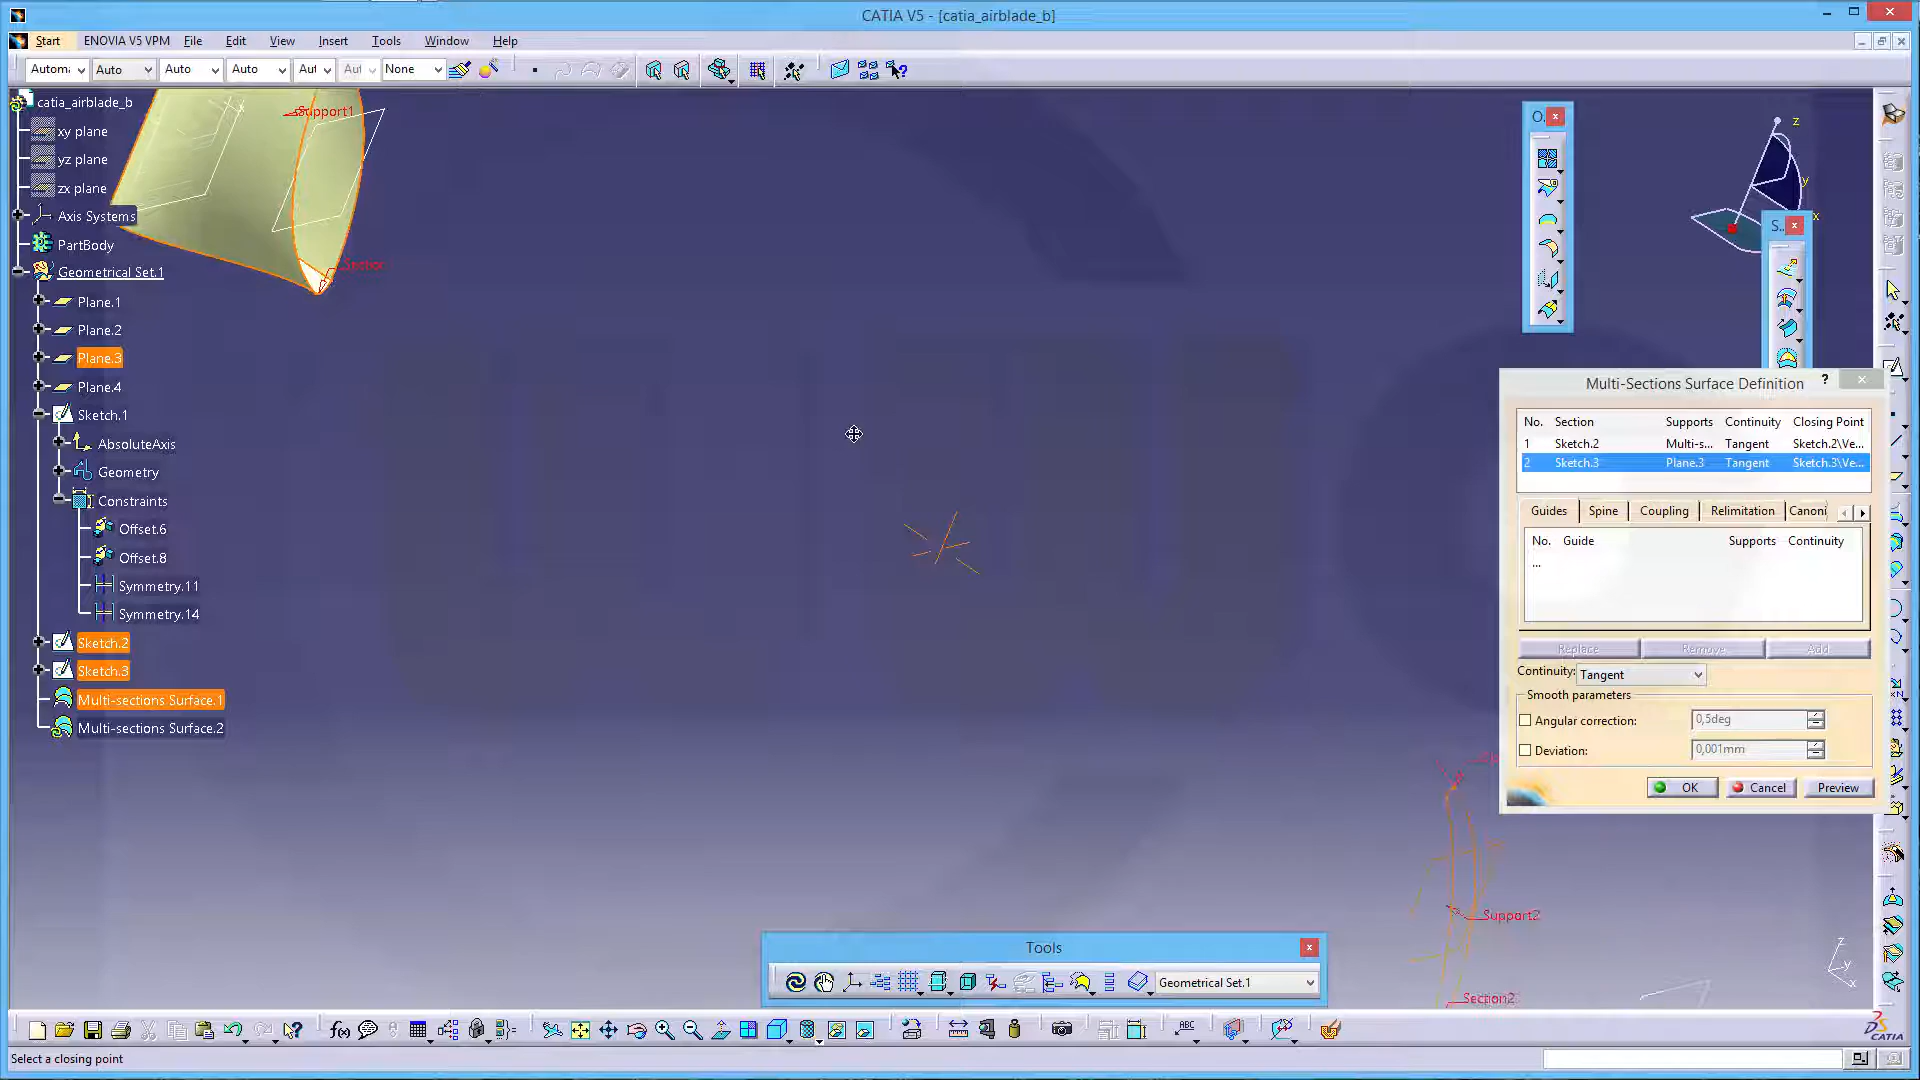 CATIA V5 - [catia_airblade_b]
Start ENOVIA V5 VPM File Edit View Insert Tools Window Help
Autom Auto Auto Auto Aut Aut None
catia_airblade_b
xy plane
yz plane
zx plane
Axis Systems
PartBody
Geometrical Set.1
Plane.1
Plane.2
Plane.3
Plane.4
Sketch.1
AbsoluteAxis
Geometry
Constraints
Offset.6
Offset.8
Symmetry.11
Symmetry.14
Sketch.2
Sketch.3
Multi-sections Surface.1
Multi-sections Surface.2
Support1
Section
O.
S..
z
y
x
Multi-Sections Surface Definition ?
No. Section Supports Continuity Closing Point
1 Sketch.2 Multi-s... Tangent Sketch.2\Ve...
2 Sketch.3 Plane.3 Tangent Sketch.3\Ve...
Guides Spine Coupling Relimitation Canoni
No. Guide Supports Continuity
...
Replace Remove Add
Continuity: Tangent
Smooth parameters
Angular correction: 0,5deg
Deviation: 0,001mm
OK Cancel Preview
Support2
Section2
z
y
x
Tools
Geometrical Set.1
f(x)
ABC
CATIA
Select a closing point